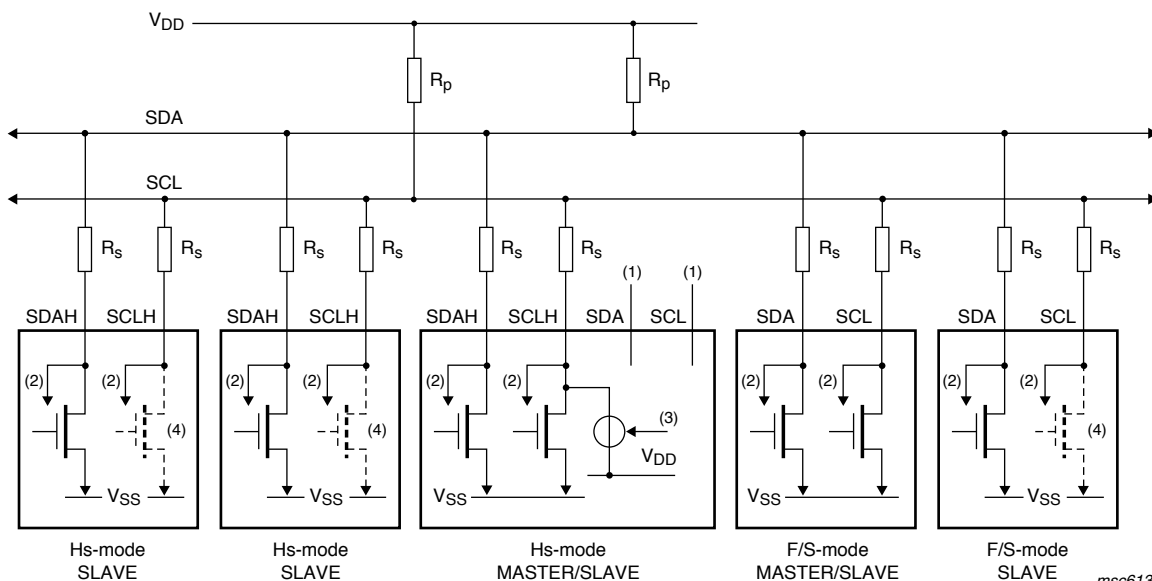 VDD
Rp Rp
SDA
SCL
Rs Rs Rs Rs Rs Rs Rs Rs Rs Rs
(1) (1)
SDAH SCLH SDAH SCLH SDAH SCLH SDA SCL SDA SCL SDA SCL
(2) (2) (2) (2) (2) (2) (2) (2) (2) (2)
(4) (4) (3) (4)
VDD
VSS VSS VSS VSS VSS
Hs-mode Hs-mode Hs-mode F/S-mode F/S-mode
SLAVE SLAVE MASTER/SLAVE MASTER/SLAVE SLAVE